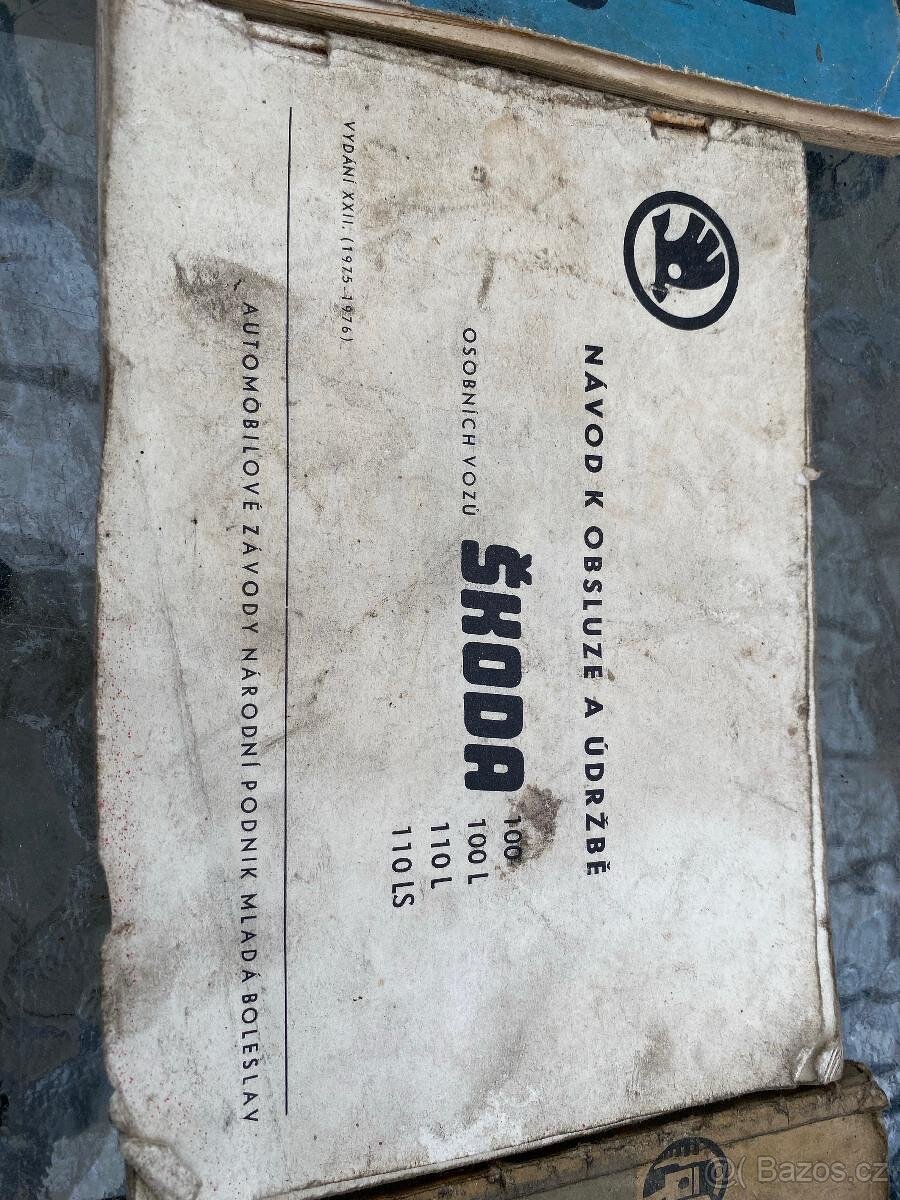 NÁVOD K OBSLUZE A ÚDRŽBĚ
OSOBNÍCH VOZŮ ŠKODA 100
100 L
110 L
110 LS
VYDÁNÍ XXII. (1975-1976)
AUTOMOBILOVÉ ZÁVODY NÁRODNÍ PODNIK MLADÁ BOLESLAV
Bazos.cz